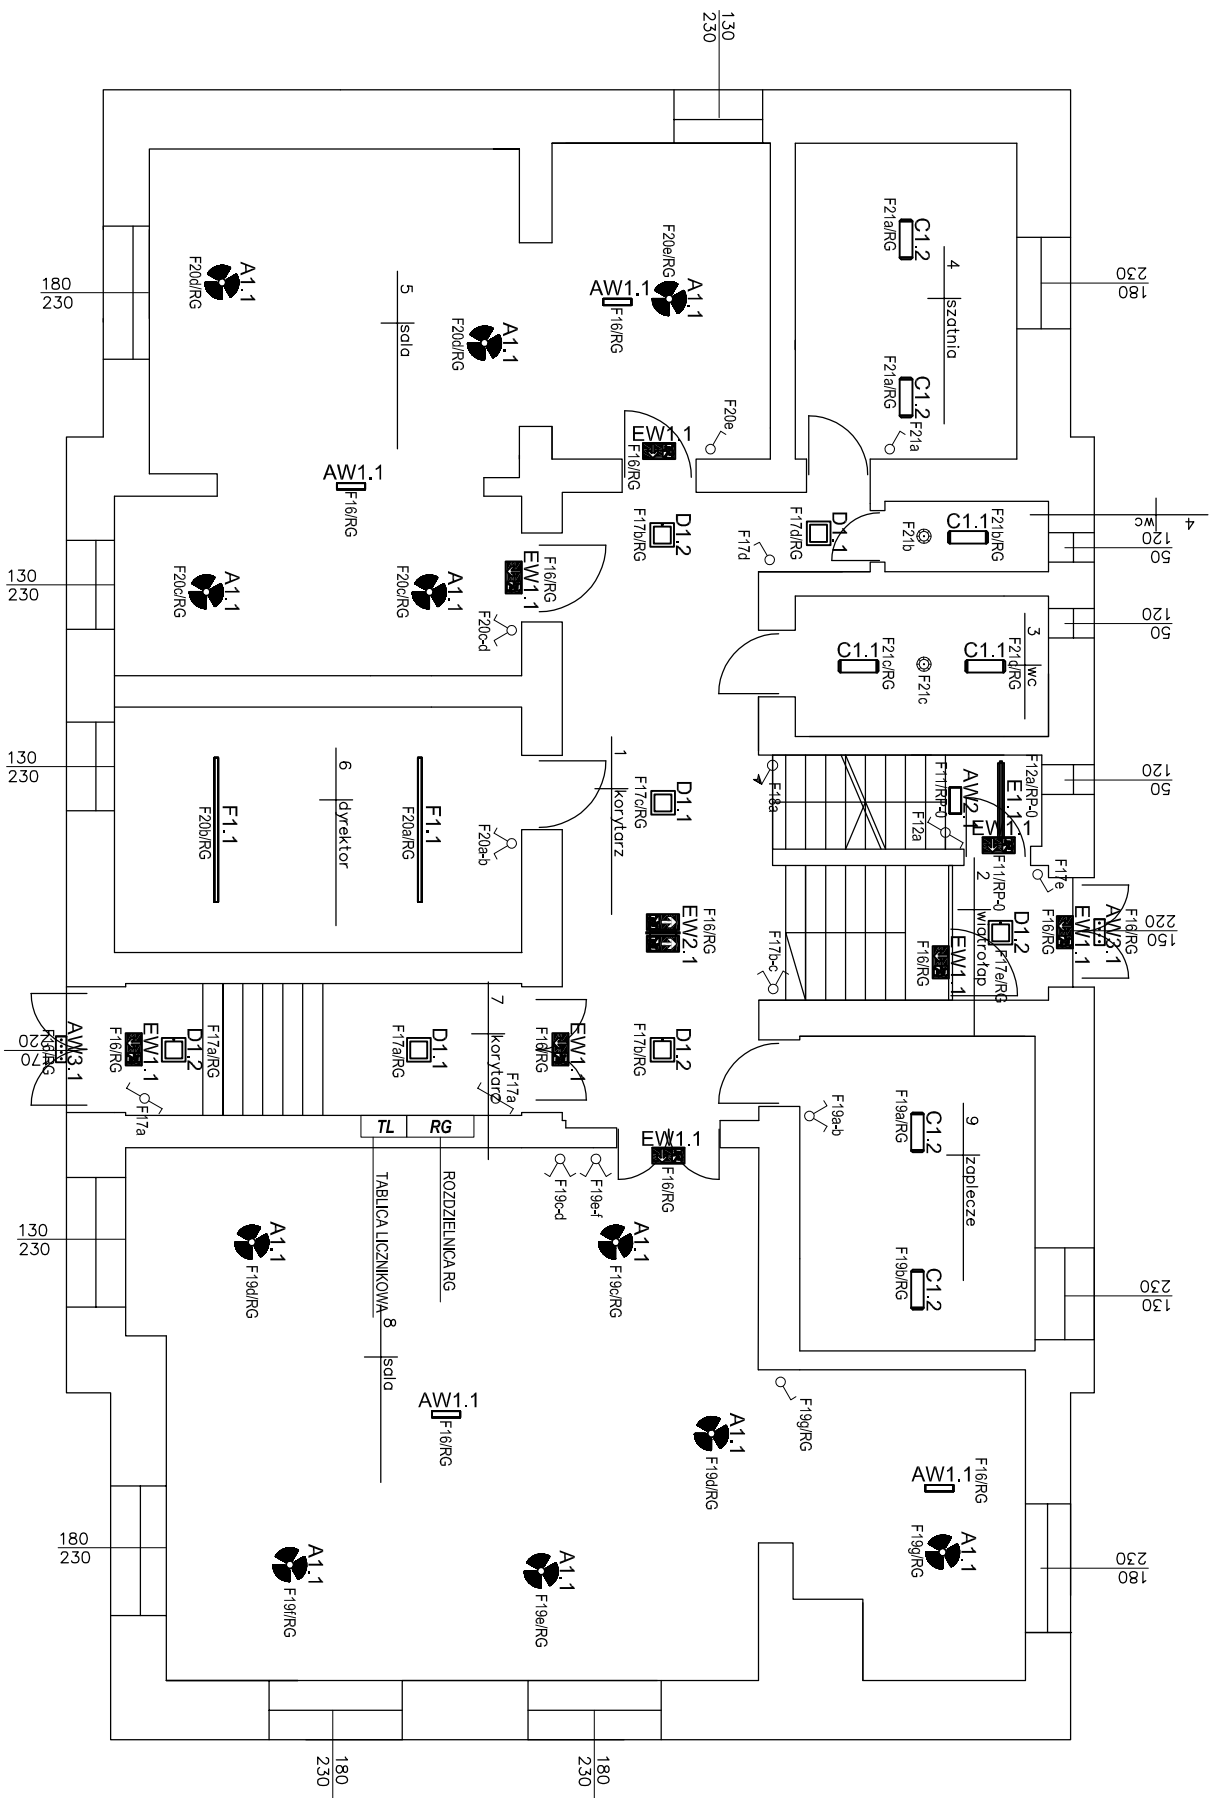 130
230
C1.2
F21a/RG
4
szatnia
230
180
F20e/RG
A1.1
AW1.1
F16/RG
A1.1
F20d/RG
5
sala
180
230
A1.1
F20d/RG
C1.2
F21a/RG
F21a
F20e
EW1.1
F16/RG
AW1.1
F16/RG
D1.2
F17b/RG
D1.1
F17d/RG
F17d
F21b
C1.1
F21b/RG
4
wc
120
50
130
230
A1.1
F20c/RG
A1.1
F20c/RG
EW1.1
F16/RG
F20c-d
C1.1
F21c/RG
F21c
C1.1
F21c/RG
3
wc
120
50
130
230
F1.1
F20b/RG
6
dyrektor
F1.1
F20a/RG
F20a-b
1
korytarz
D1.1
F17c/RG
F18a
F11/RP-0
AW2.1
F12a
F12a/RP-0
E1.1
EW1.1
F11/RP-0
120
50
F17e
2
wiatrołap
D1.2
F17e/RG
F16/RG
EW1.1
AW3.1
F16/RG
220
150
EW1.1
F16/RG
EW2.1
F16/RG
F17b-c
220
170
AW3.1
F16/RG
EW1.1
F16/RG
D1.2
F17a/RG
F17a
D1.1
F17a/RG
7
korytarz
F17a
EW1.1
F16/RG
D1.2
F17b/RG
TL
RG
TABLICA LICZNIKOWA
ROZDZIELNICA RG
EW1.1
F16/RG
F19c-d
F19e-f
F19a-b
C1.2
F19a/RG
9
zaplecze
C1.2
F19b/RG
230
130
130
230
A1.1
F19d/RG
A1.1
F19c/RG
8
sala
AW1.1
F16/RG
F19g/RG
A1.1
F19d/RG
AW1.1
F16/RG
A1.1
F19g/RG
230
180
180
230
A1.1
F19f/RG
A1.1
F19e/RG
180
230
180
230